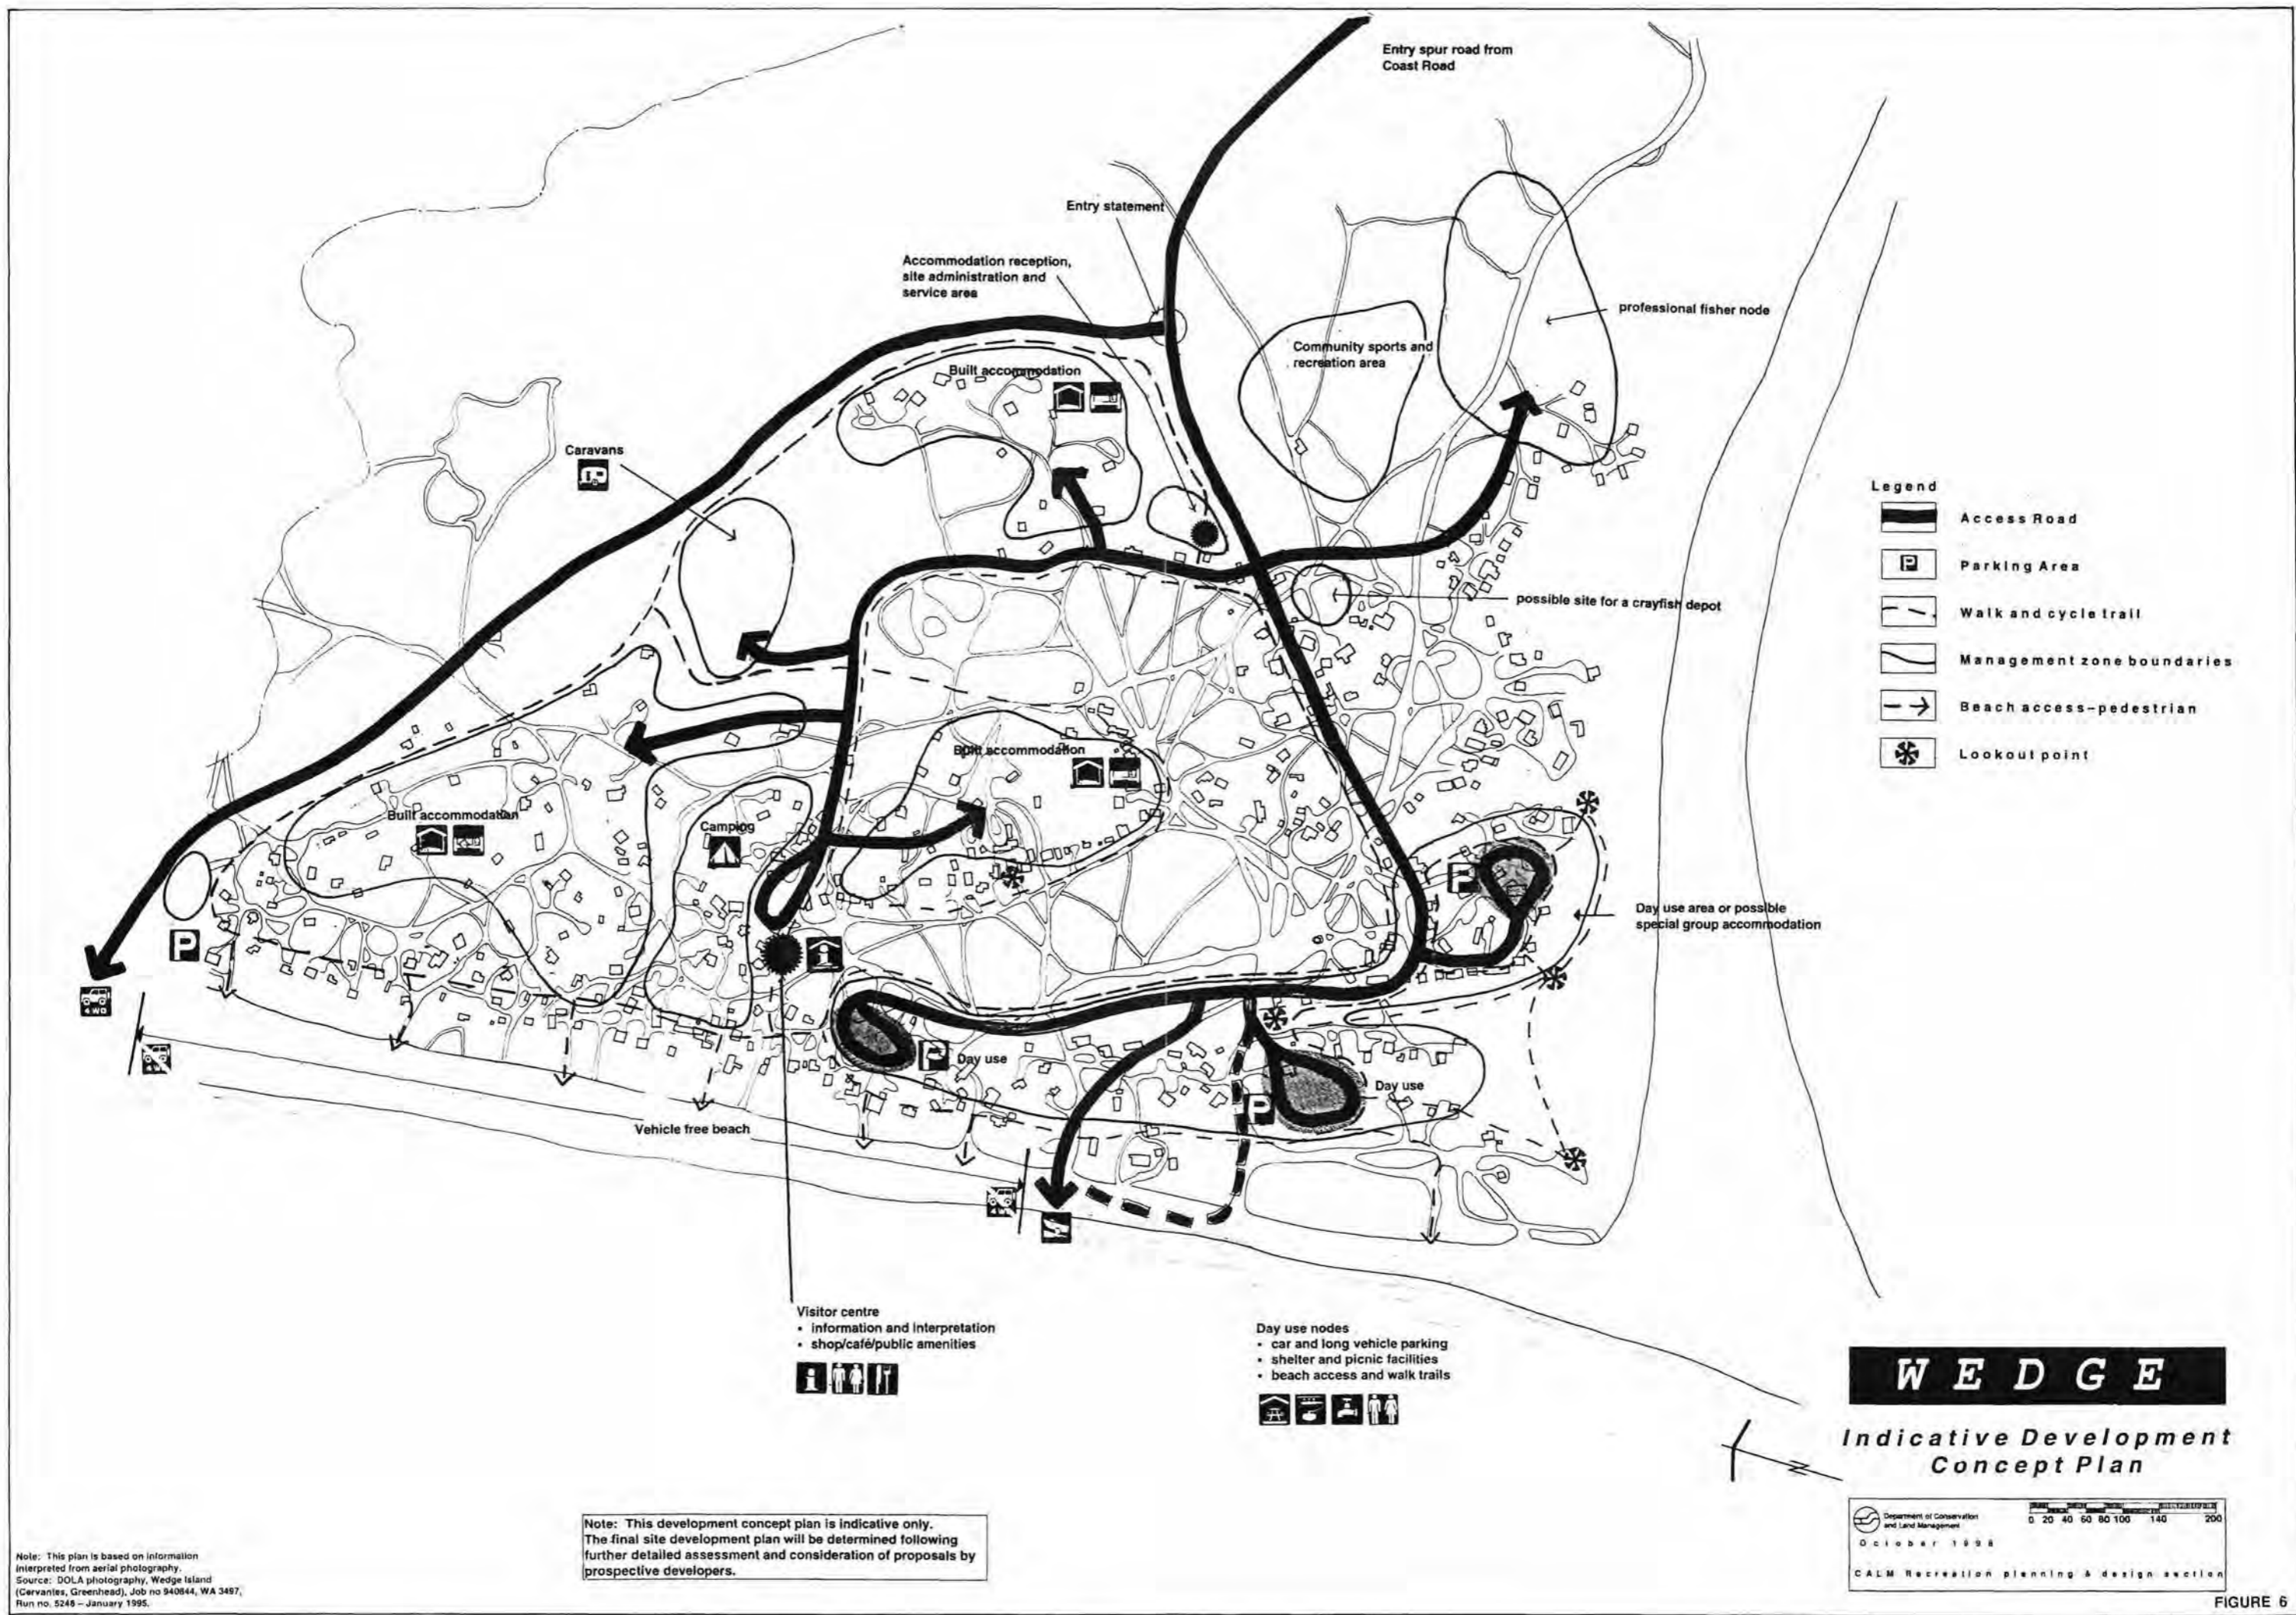 Entry spur road from
Coast Road
Entry statement
Accommodation reception,
site administration and
service area
professional fisher node
Community sports and
recreation area
Built accommodation
Caravans
Legend
Access Road
P
Parking Area
Walk and cycle trail
Management zone boundaries
Beach access-pedestrian
Lookout point
possible site for a crayfish depot
Built accommodation
Built accommodation
Camping
P
Day use area or possible
special group accommodation
P
i
4WD
P
Day use
P
Day use
Vehicle free beach
Visitor centre
• information and interpretation
• shop/café/public amenities
i
Day use nodes
• car and long vehicle parking
• shelter and picnic facilities
• beach access and walk trails
WEDGE
Indicative Development
Concept Plan
N
Department of Conservation
and Land Management
0 20 40 60 80 100 140 200
October 1998
CALM Recreation planning & design section
Note: This development concept plan is indicative only.
The final site development plan will be determined following
further detailed assessment and consideration of proposals by
prospective developers.
Note: This plan is based on information
interpreted from aerial photography.
Source: DOLA photography, Wedge Island
(Cervantes, Greenhead), Job no 940644, WA 3497,
Run no. 5248 – January 1995.
FIGURE 6